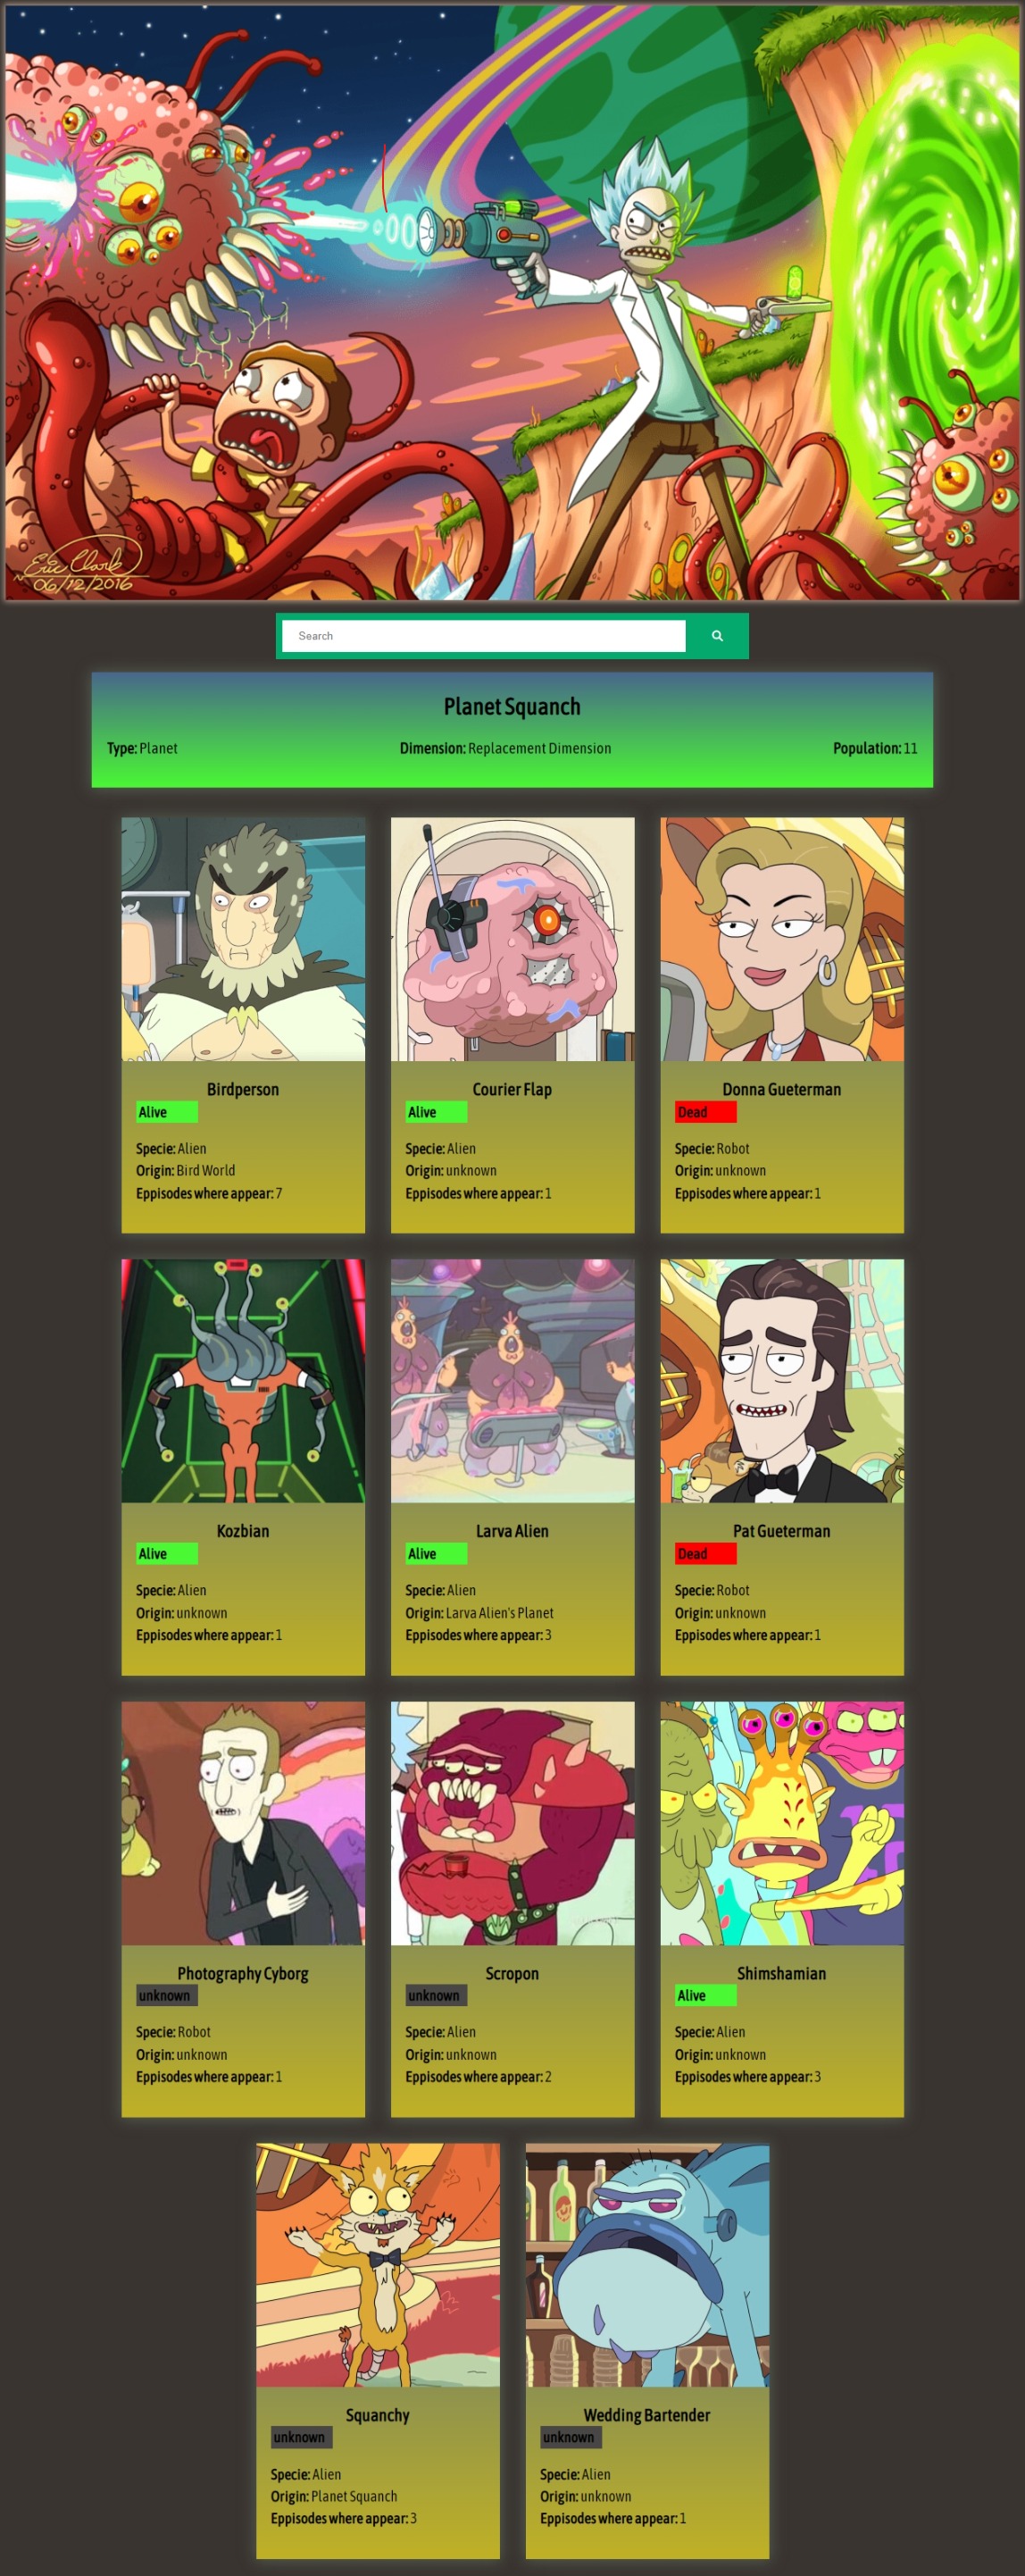 Eric Clark
06/12/2016
Search
Planet Squanch
Type: Planet Dimension: Replacement Dimension Population: 11
Birdperson
Alive
Specie: Alien
Origin: Bird World
Eppisodes where appear: 7
Courier Flap
Alive
Specie: Alien
Origin: unknown
Eppisodes where appear: 1
Donna Gueterman
Dead
Specie: Robot
Origin: unknown
Eppisodes where appear: 1
Kozbian
Alive
Specie: Alien
Origin: unknown
Eppisodes where appear: 1
Larva Alien
Alive
Specie: Alien
Origin: Larva Alien's Planet
Eppisodes where appear: 3
Pat Gueterman
Dead
Specie: Robot
Origin: unknown
Eppisodes where appear: 1
Photography Cyborg
unknown
Specie: Robot
Origin: unknown
Eppisodes where appear: 1
Scropon
unknown
Specie: Alien
Origin: unknown
Eppisodes where appear: 2
Shimshamian
Alive
Specie: Alien
Origin: unknown
Eppisodes where appear: 3
Squanchy
unknown
Specie: Alien
Origin: Planet Squanch
Eppisodes where appear: 3
Wedding Bartender
unknown
Specie: Alien
Origin: unknown
Eppisodes where appear: 1